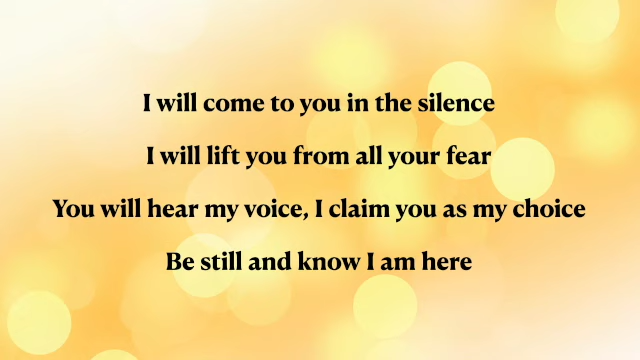 I will come to you in the silence
I will lift you from all your fear
You will hear my voice, I claim you as my choice
Be still and know I am here